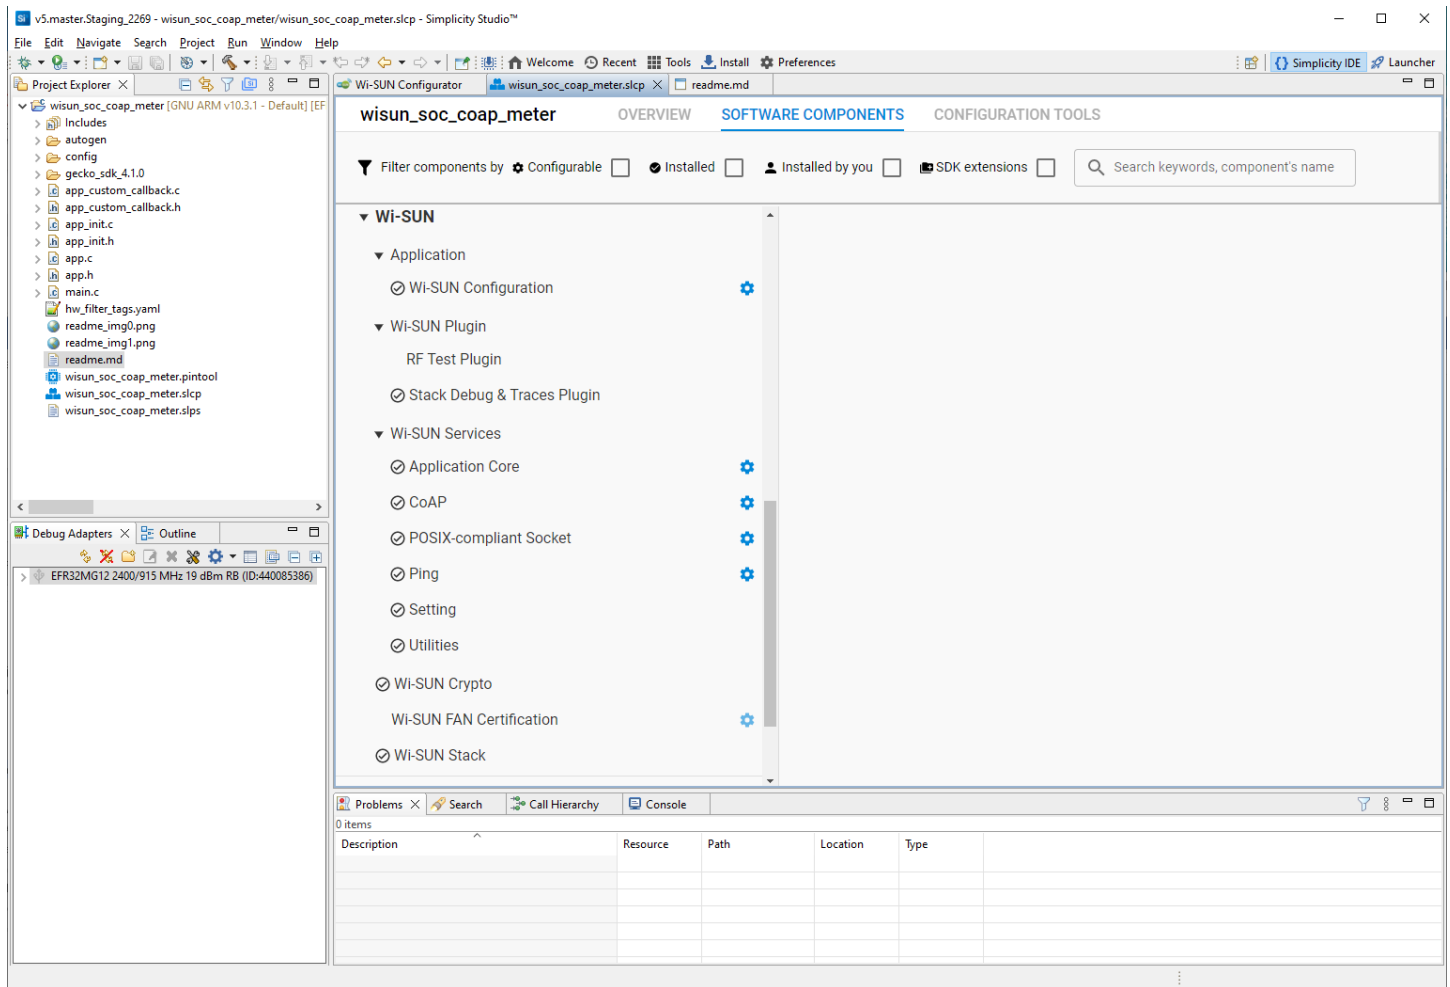 v5.master.Staging_2269 - wisun_soc_coap_meter/wisun_soc_coap_meter.slcp - Simplicity Studio™
File Edit Navigate Search Project Run Window Help
Welcome Recent Tools Install Preferences Simplicity IDE Launcher
Project Explorer
wisun_soc_coap_meter [GNU ARM v10.3.1 - Default] [EF
Includes
autogen
config
gecko_sdk_4.1.0
app_custom_callback.c
app_custom_callback.h
app_init.c
app_init.h
app.c
app.h
main.c
hw_filter_tags.yaml
readme_img0.png
readme_img1.png
readme.md
wisun_soc_coap_meter.pintool
wisun_soc_coap_meter.slcp
wisun_soc_coap_meter.slps
Debug Adapters Outline
EFR32MG12 2400/915 MHz 19 dBm RB (ID:440085386)
Wi-SUN Configurator wisun_soc_coap_meter.slcp readme.md
wisun_soc_coap_meter OVERVIEW SOFTWARE COMPONENTS CONFIGURATION TOOLS
Filter components by Configurable Installed Installed by you SDK extensions Search keywords, component's name
Wi-SUN
Application
Wi-SUN Configuration
Wi-SUN Plugin
RF Test Plugin
Stack Debug & Traces Plugin
Wi-SUN Services
Application Core
CoAP
POSIX-compliant Socket
Ping
Setting
Utilities
Wi-SUN Crypto
Wi-SUN FAN Certification
Wi-SUN Stack
Problems Search Call Hierarchy Console
0 items
Description Resource Path Location Type